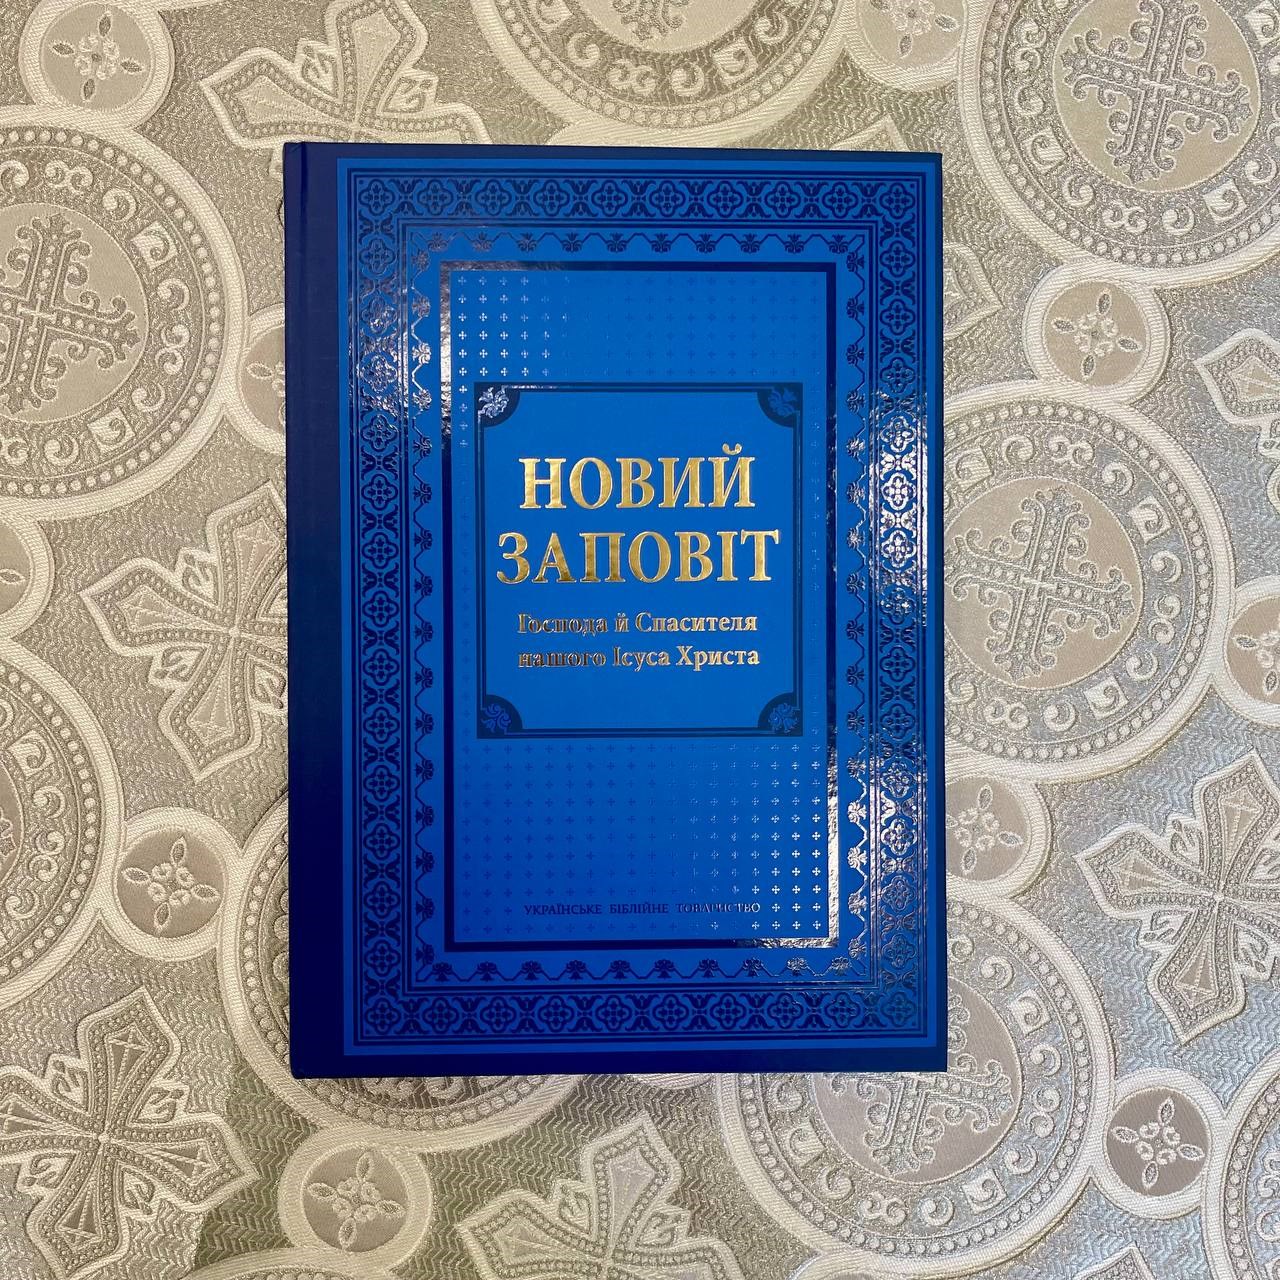 НОВИЙ
ЗАПОВІТ
Господа й Спасителя
нашого Ісуса Христа
УКРАЇНСЬКЕ БІБЛІЙНЕ ТОВАРИСТВО